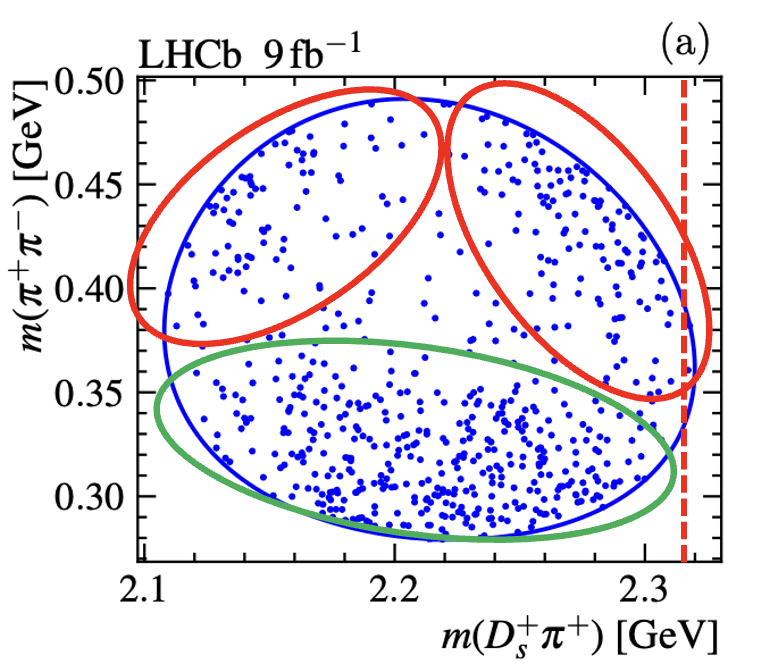 LHCb 9 fb⁻¹
(a)
m(π⁺π⁻) [GeV]
0.50
0.45
0.40
0.35
0.30
2.1
2.2
2.3
m(D_s⁺π⁺) [GeV]